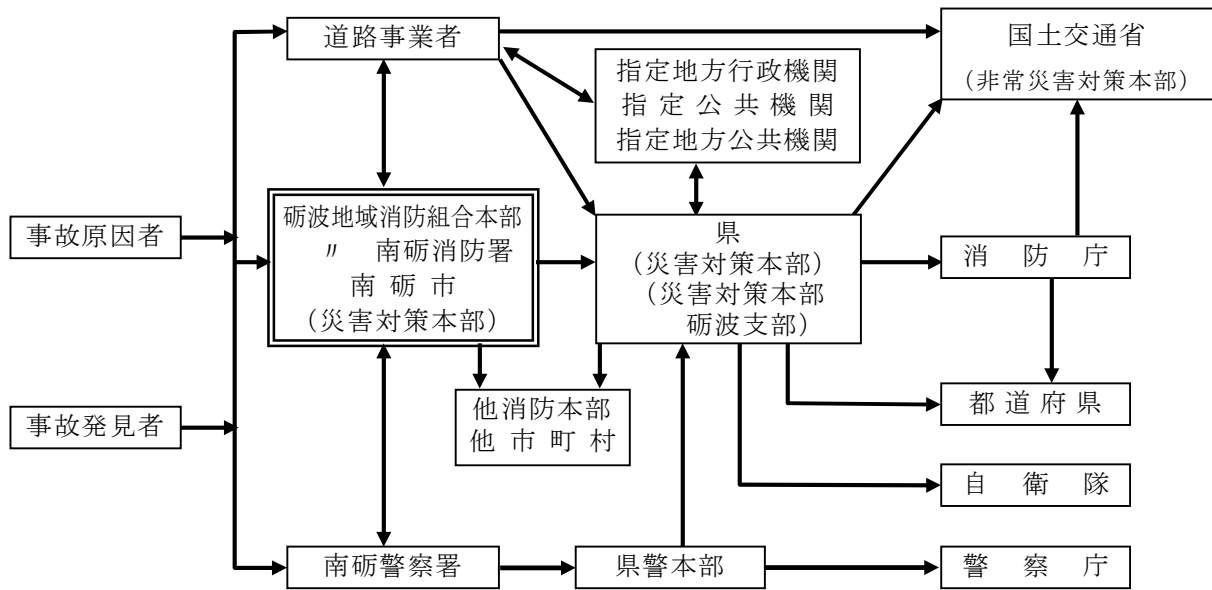 道路事業者
国土交通省
（非常災害対策本部）
指定地方行政機関
指定公共機関
指定地方公共機関
事故原因者
砺波地域消防組合本部
〃　南砺消防署
南砺市
（災害対策本部）
県
（災害対策本部）
（災害対策本部
砺波支部）
消防庁
事故発見者
他消防本部
他市町村
都道府県
自衛隊
南砺警察署
県警本部
警察庁